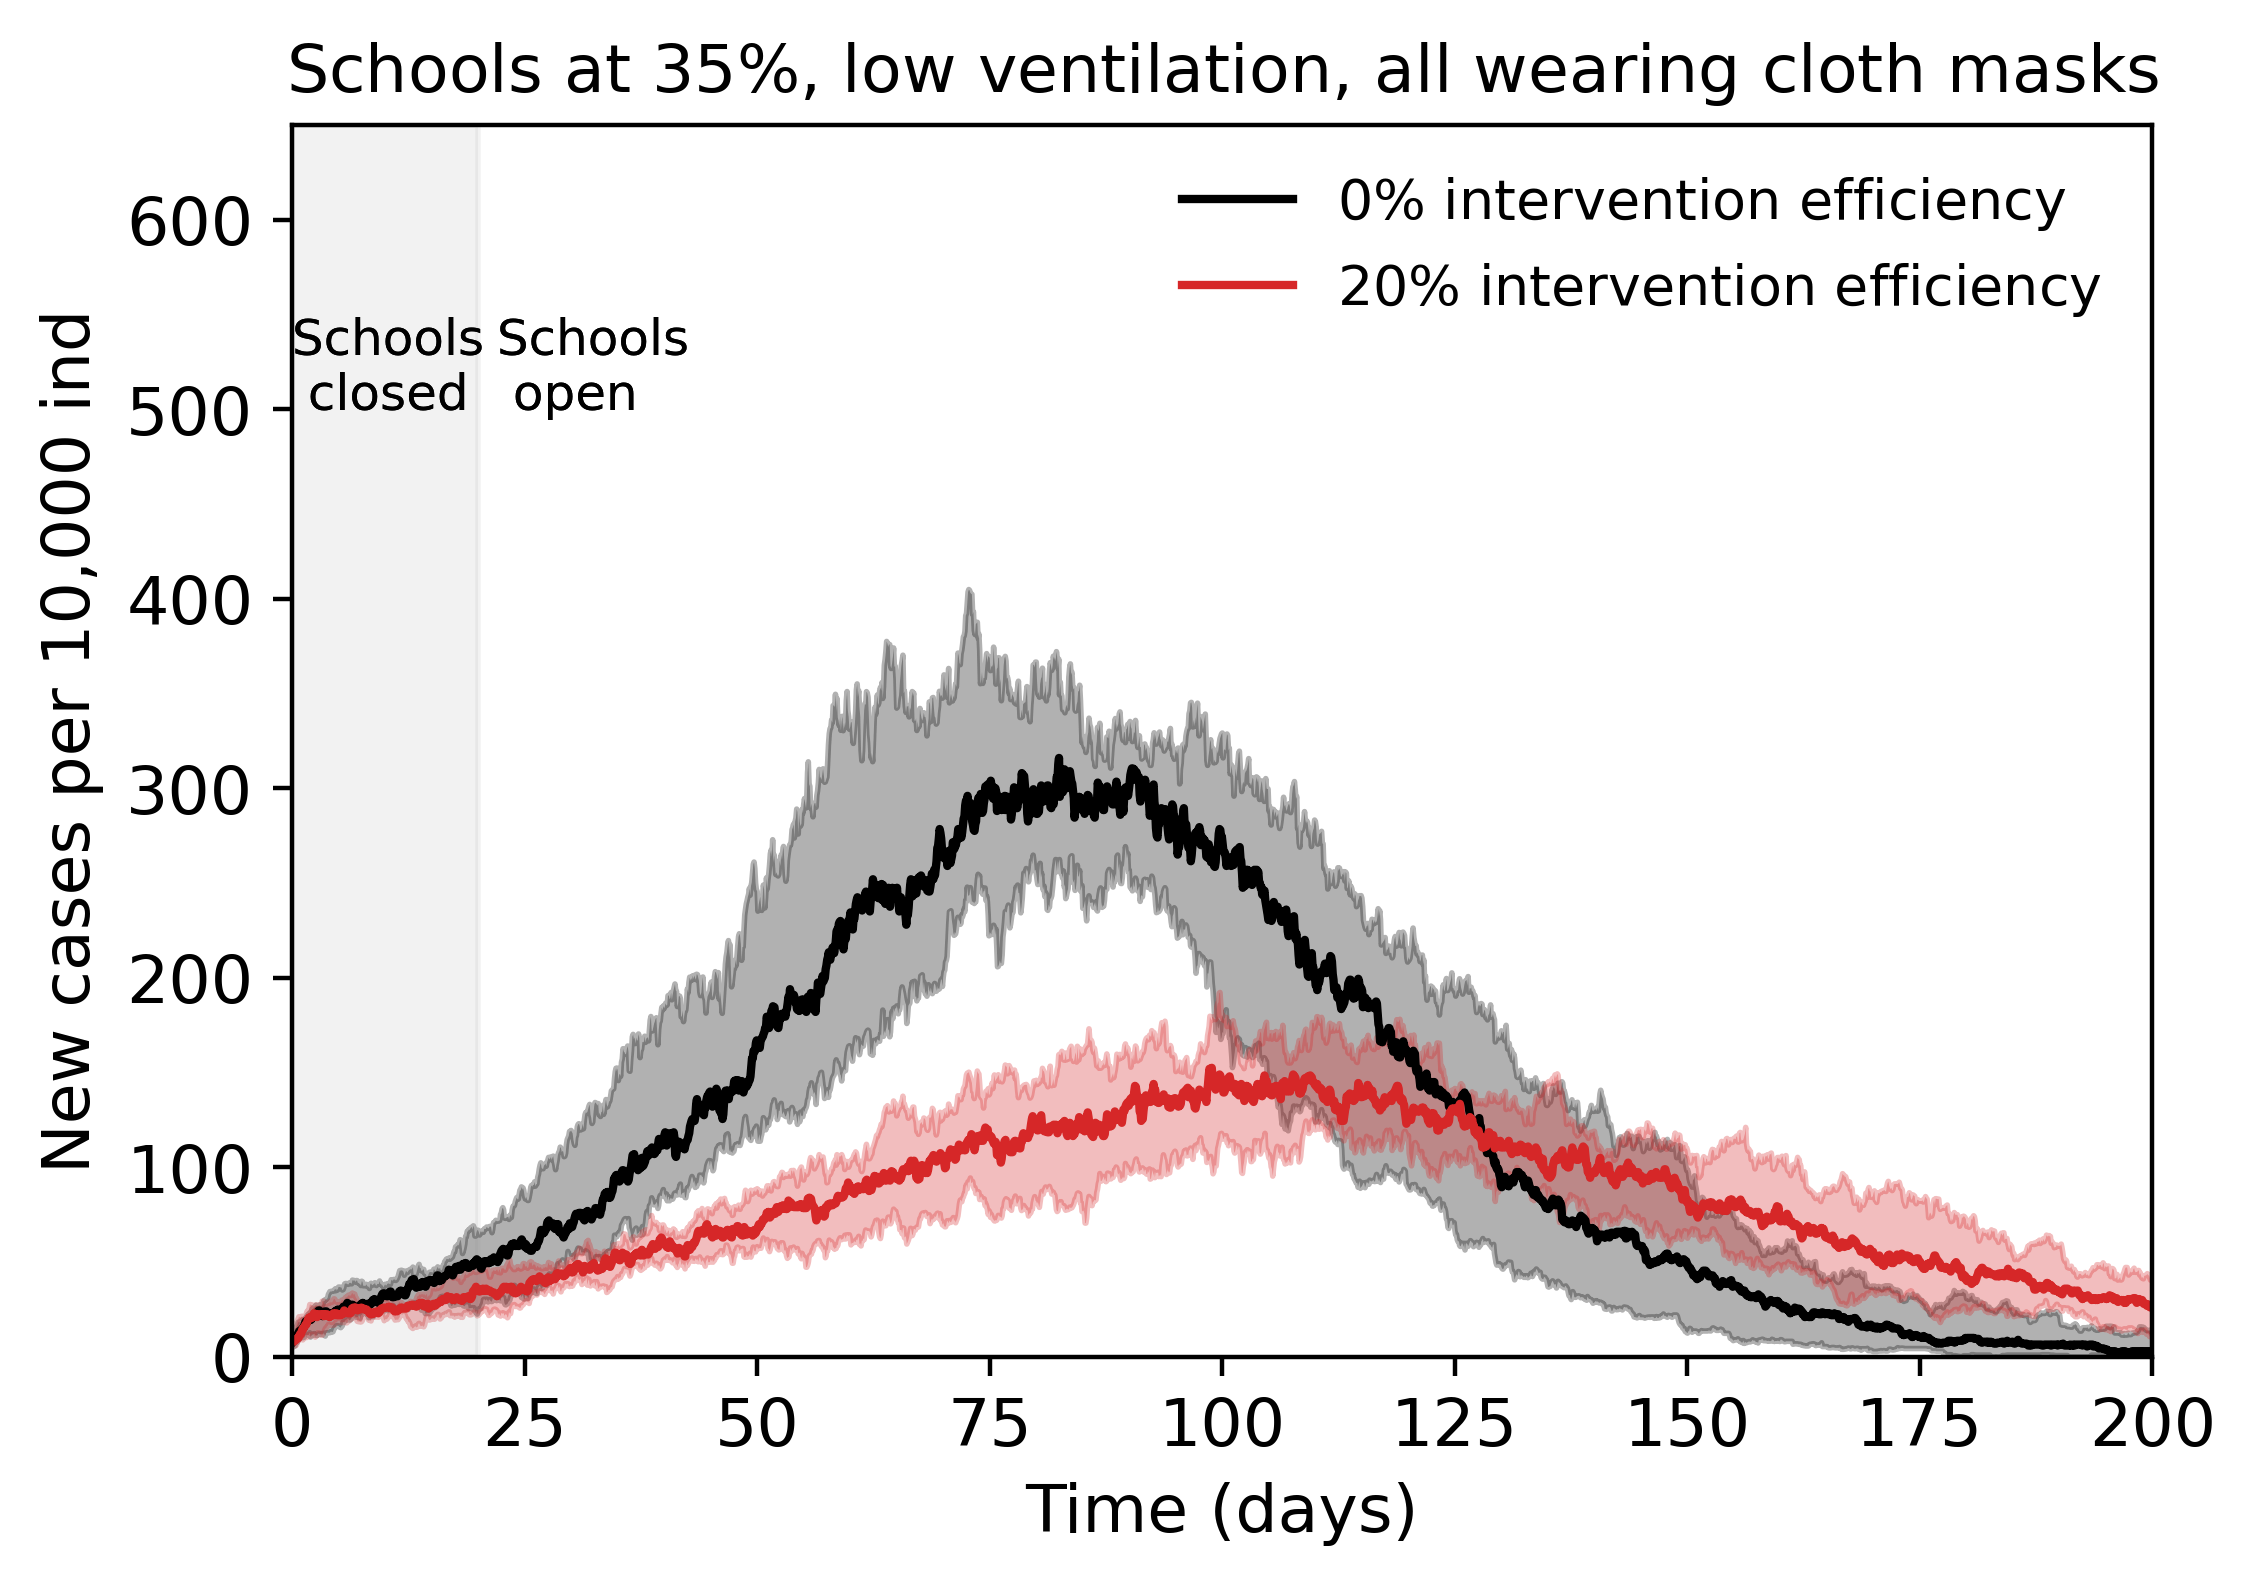 Schools at 35%, low ventilation, all wearing cloth masks
0% intervention efficiency
20% intervention efficiency
Schools closed
Schools open
New cases per 10,000 ind
600
500
400
300
200
100
0
0 25 50 75 100 125 150 175 200
Time (days)